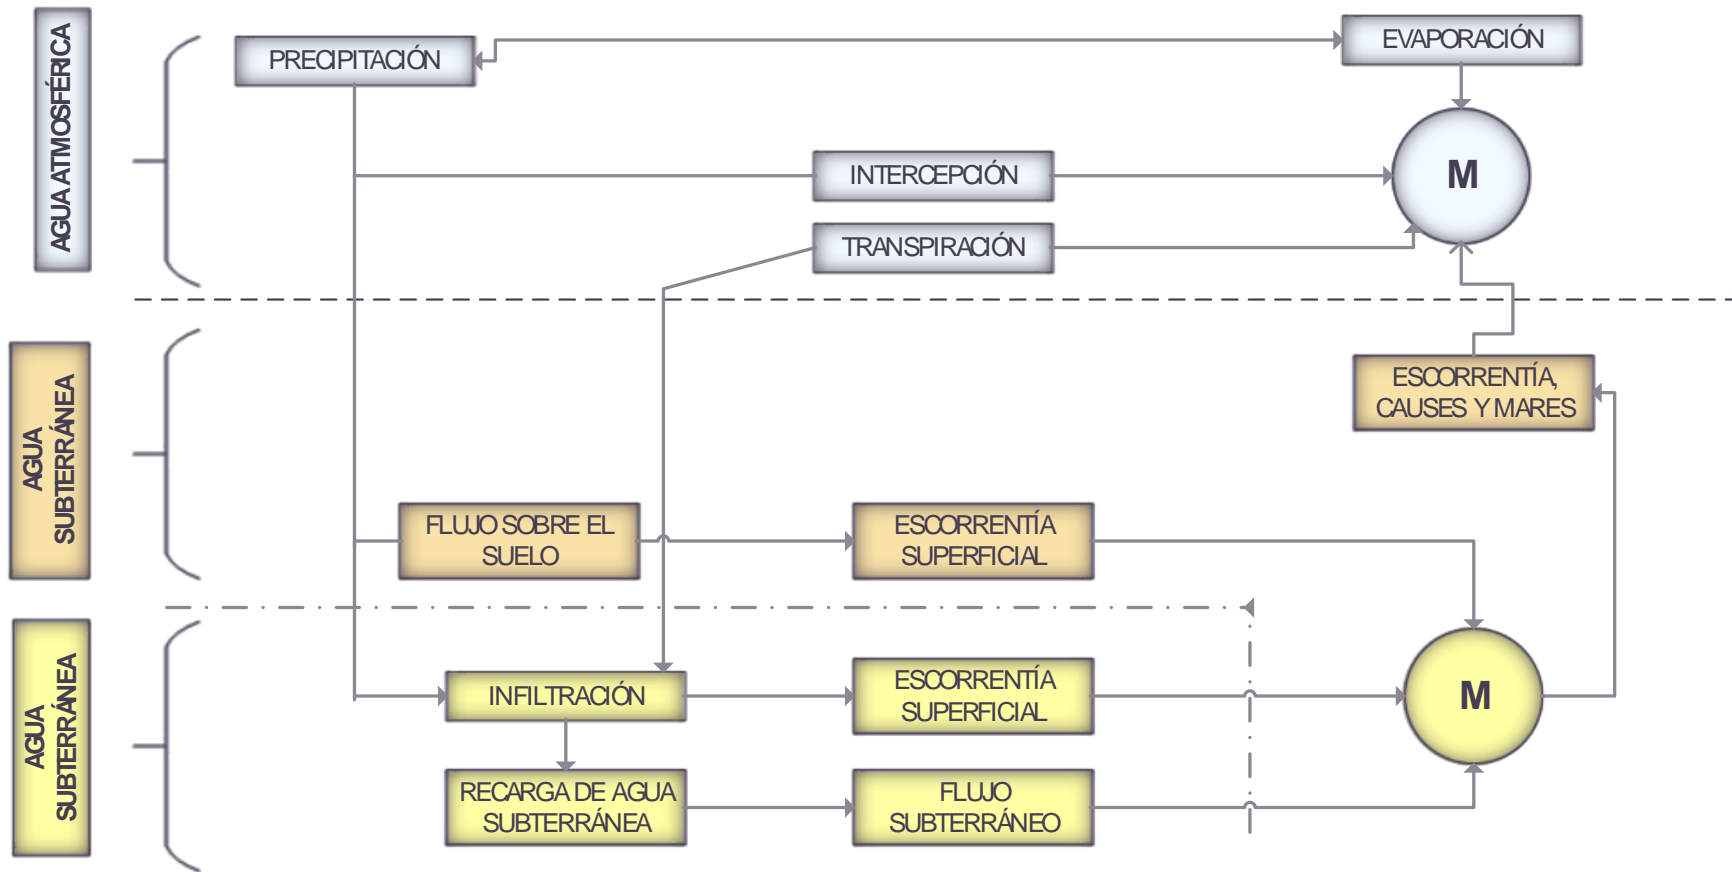 AGUA ATMOSFÉRICA
PRECIPITACIÓN
EVAPORACIÓN
INTERCEPCIÓN
M
TRANSPIRACIÓN
AGUA
SUBTERRÁNEA
ESCORRENTÍA,
CAUSES Y MARES
FLUJO SOBRE EL
SUELO
ESCORRENTÍA
SUPERFICIAL
AGUA
SUBTERRÁNEA
INFILTRACIÓN
ESCORRENTÍA
SUPERFICIAL
M
RECARGA DE AGUA
SUBTERRÁNEA
FLUJO
SUBTERRÁNEO